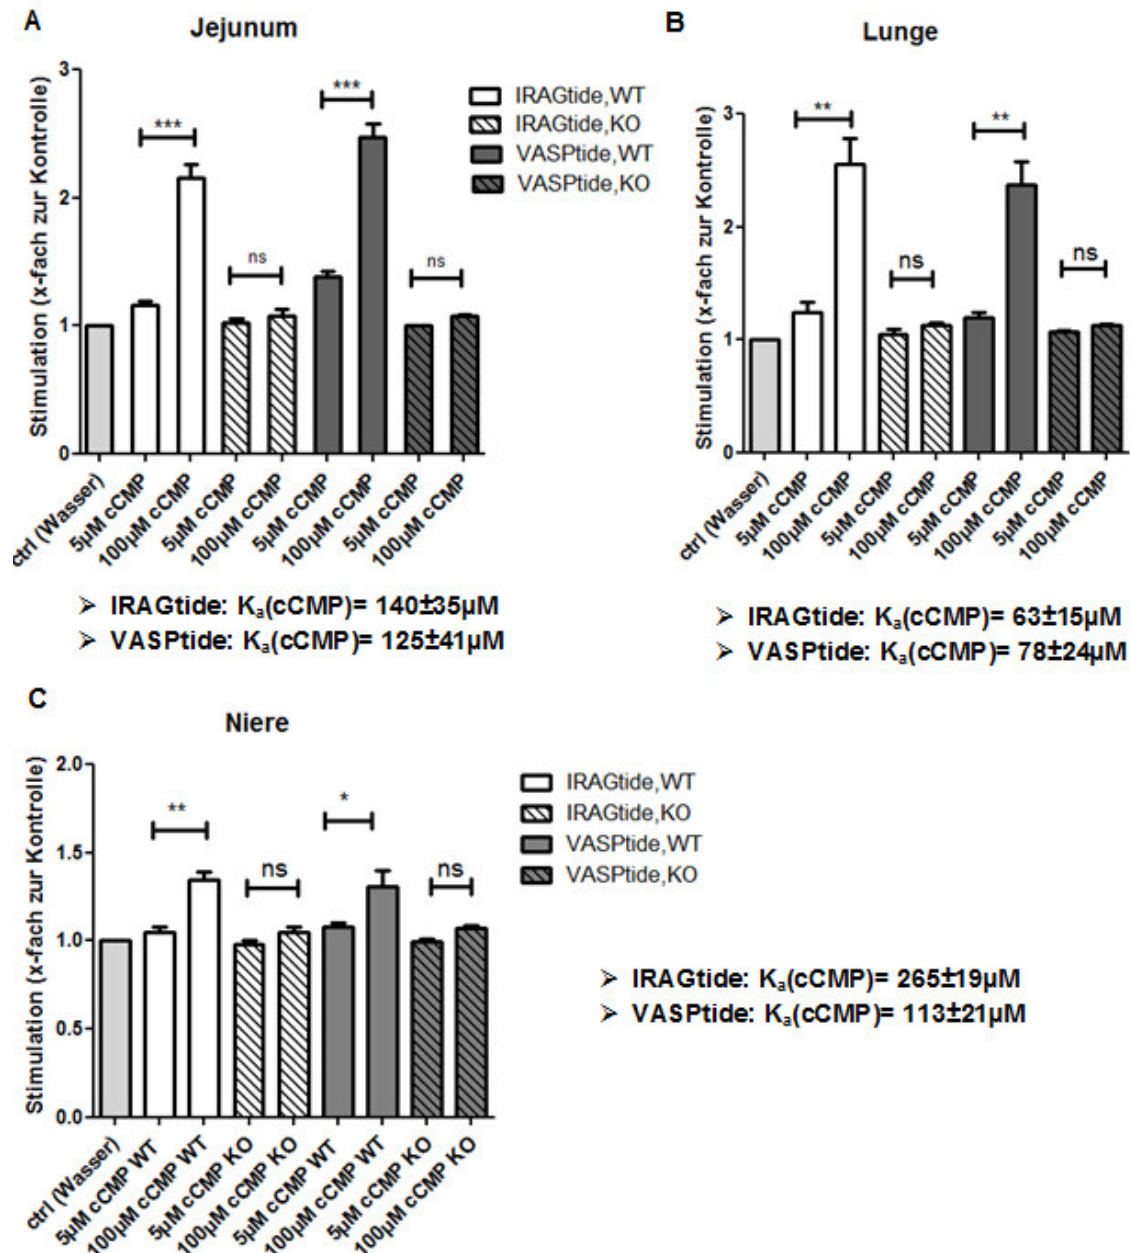 A
Jejunum
Stimulation (x-fach zur Kontrolle)
3
2
1
0
***
ns
***
ns
IRAGtide,WT
IRAGtide,KO
VASPtide,WT
VASPtide,KO
ctrl (Wasser)
5µM cCMP
100µM cCMP
5µM cCMP
100µM cCMP
5µM cCMP
100µM cCMP
5µM cCMP
100µM cCMP
➢ IRAGtide: Kₐ(cCMP)= 140±35µM
➢ VASPtide: Kₐ(cCMP)= 125±41µM
B
Lunge
Stimulation (x-fach zur Kontrolle)
3
2
1
0
**
ns
**
ns
ctrl (Wasser)
5µM cCMP
100µM cCMP
5µM cCMP
100µM cCMP
5µM cCMP
100µM cCMP
5µM cCMP
100µM cCMP
➢ IRAGtide: Kₐ(cCMP)= 63±15µM
➢ VASPtide: Kₐ(cCMP)= 78±24µM
C
Niere
Stimulation (x-fach zur Kontrolle)
2.0
1.5
1.0
0.5
0.0
**
ns
*
ns
IRAGtide,WT
IRAGtide,KO
VASPtide,WT
VASPtide,KO
ctrl (Wasser)
5µM cCMP WT
100µM cCMP WT
5µM cCMP KO
100µM cCMP KO
5µM cCMP WT
100µM cCMP WT
5µM cCMP KO
100µM cCMP KO
➢ IRAGtide: Kₐ(cCMP)= 265±19µM
➢ VASPtide: Kₐ(cCMP)= 113±21µM